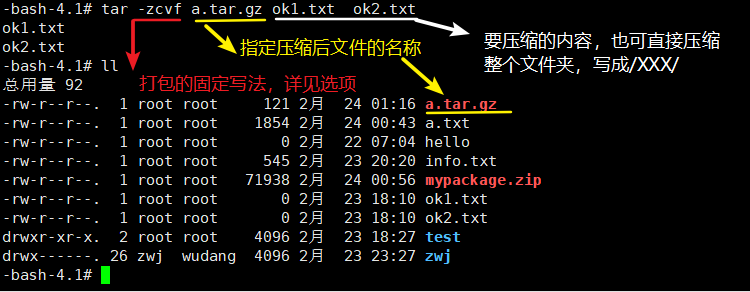 -bash-4.1# tar -zcvf a.tar.gz ok1.txt  ok2.txt
ok1.txt
ok2.txt
指定压缩后文件的名称
要压缩的内容，也可直接压缩
整个文件夹，写成/XXX/
-bash-4.1# ll
总用量 92
打包的固定写法，详见选项
-rw-r--r--.  1 root root     121 2月  24 01:16 a.tar.gz
-rw-r--r--.  1 root root    1854 2月  24 00:43 a.txt
-rw-r--r--.  1 root root       0 2月  22 07:04 hello
-rw-r--r--.  1 root root     545 2月  23 20:20 info.txt
-rw-r--r--.  1 root root   71938 2月  24 00:56 mypackage.zip
-rw-r--r--.  1 root root       0 2月  23 18:10 ok1.txt
-rw-r--r--.  1 root root       0 2月  23 18:10 ok2.txt
drwxr-xr-x.  2 root root    4096 2月  23 18:27 test
drwx------. 26 zwj  wudang  4096 2月  23 23:27 zwj
-bash-4.1#